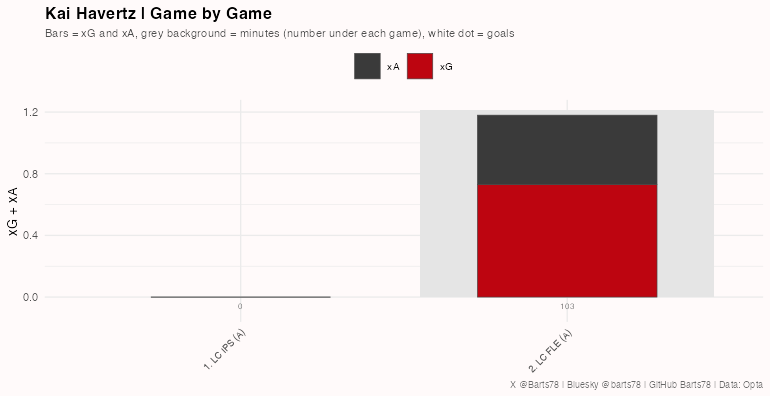 Kai Havertz | Game by Game
Bars = xG and xA, grey background = minutes (number under each game), white dot = goals
xA xG
xG + xA
1.2
0.8
0.4
0.0
0 103
1. LC IPS (A) 2. LC FLE (A)
X @Barts78 | Bluesky @barts78 | GitHub Barts78 | Data: Opta